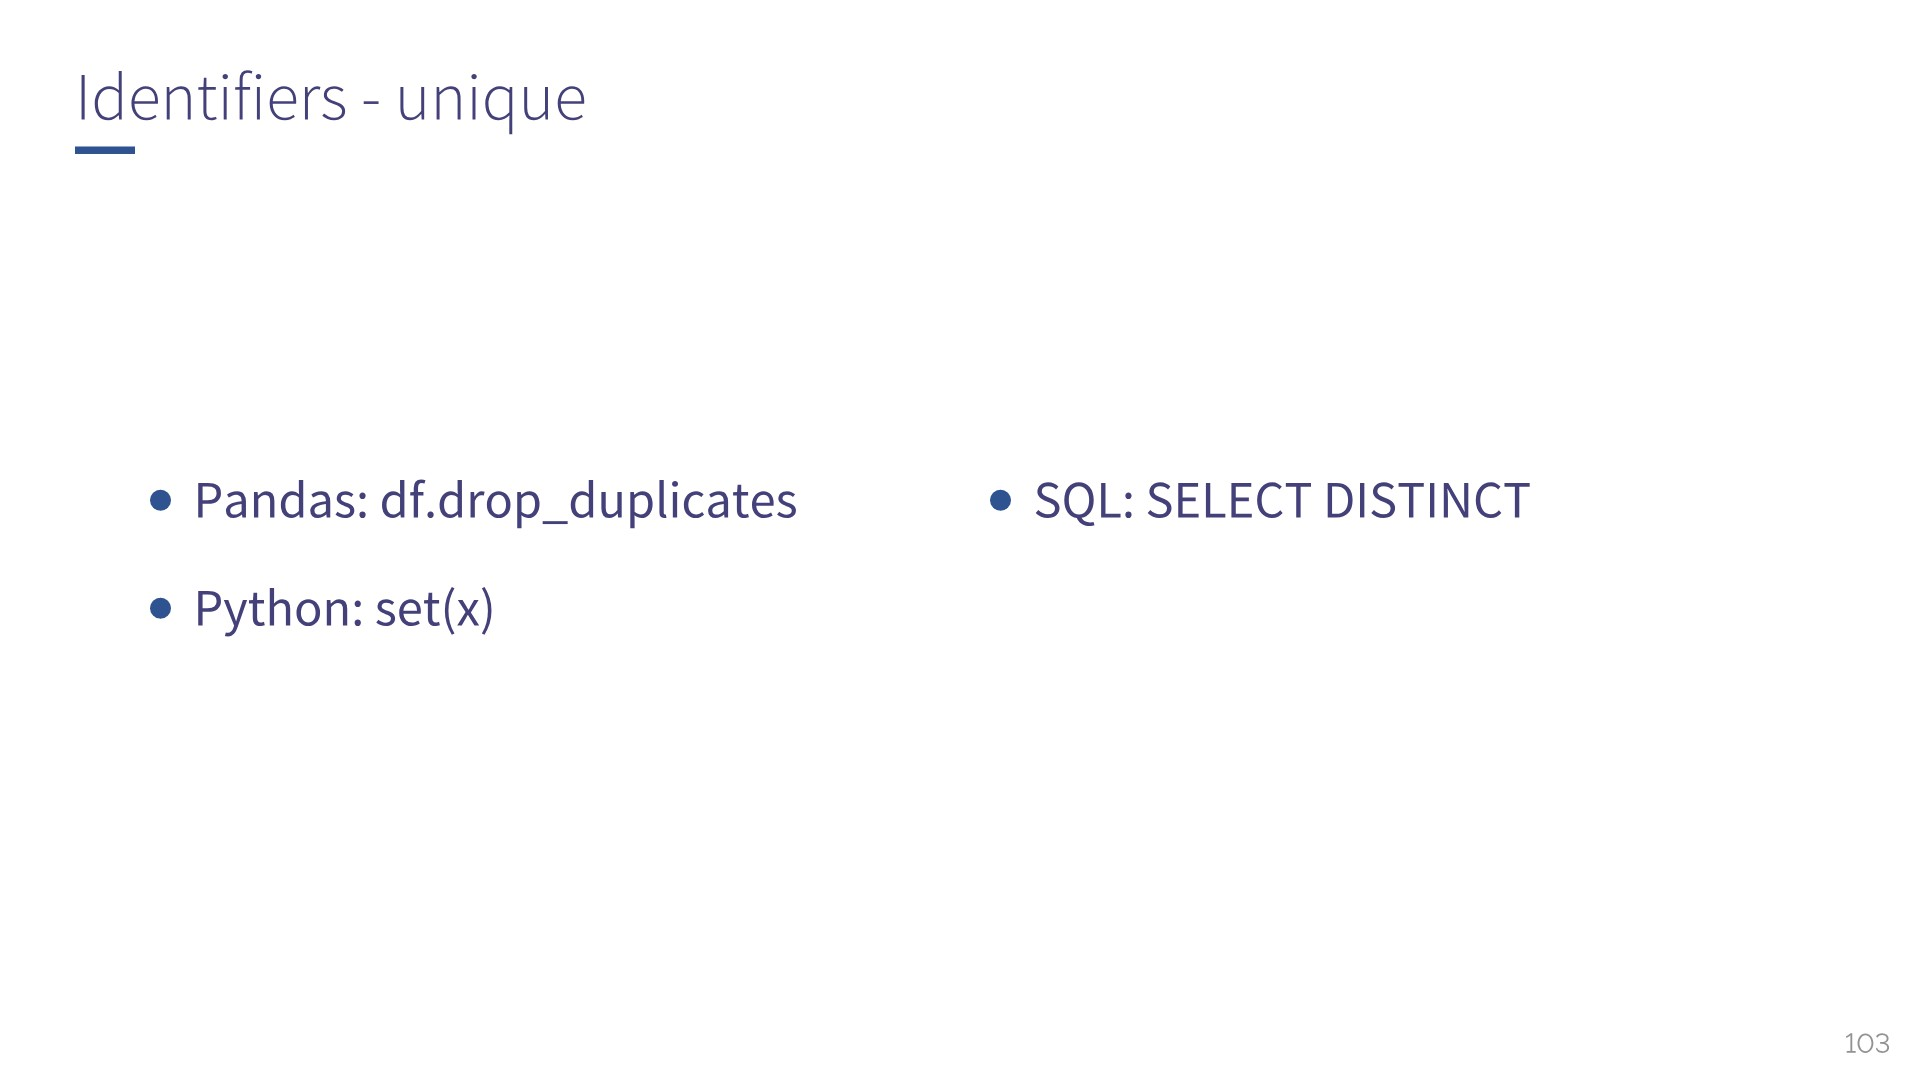 Identifiers - unique
Pandas: df.drop_duplicates
Python: set(x)
SQL: SELECT DISTINCT
103